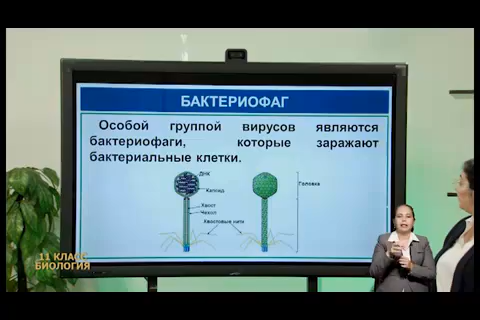 БАКТЕРИОФАГ
Особой группой вирусов являются
бактериофаги, которые заражают
бактериальные клетки.
ДНК
Капсид
Головка
Хвост
Чехол
Хвостовые нити
11 КЛАСС
БИОЛОГИЯ